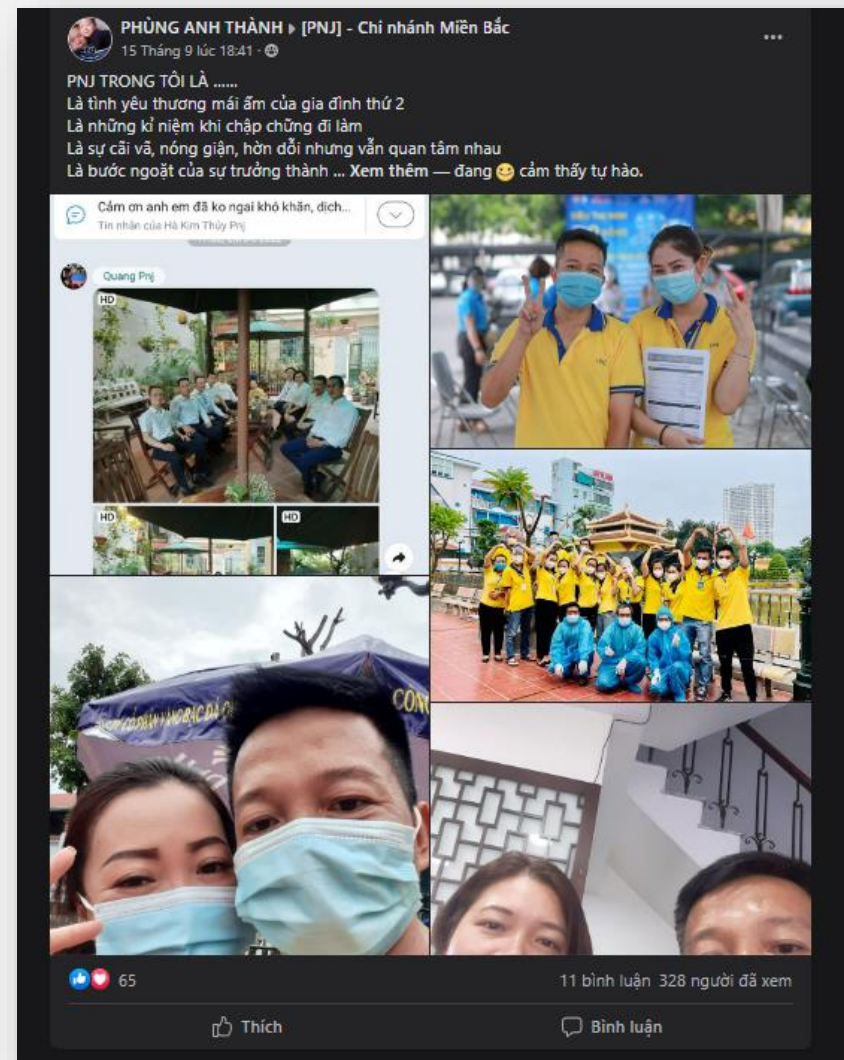 PHÙNG ANH THÀNH ▸ [PNJ] - Chi nhánh Miền Bắc
15 Tháng 9 lúc 18:41 ·
PNJ TRONG TÔI LÀ ......
Là tình yêu thương mái ấm của gia đình thứ 2
Là những kỉ niệm khi chập chững đi làm
Là sự cãi vã, nóng giận, hờn dỗi nhưng vẫn quan tâm nhau
Là bước ngoặt của sự trưởng thành ... Xem thêm — đang 😀 cảm thấy tự hào.
Cảm ơn anh em đã ko ngai khó khăn, dịch...
Tin nhắn của Hà Kim Thủy Pnj
Quang Pnj
HD
HD
HD
CÔN
65
11 bình luận 328 người đã xem
Thích
Bình luận